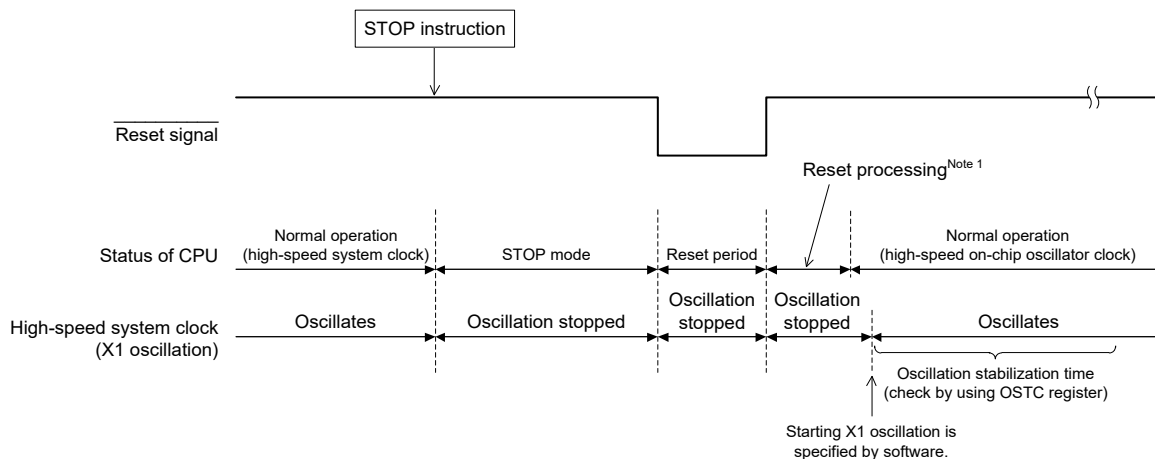 STOP instruction
Reset signal
Reset processing Note 1
Status of CPU
Normal operation
(high-speed system clock)
STOP mode
Reset period
Normal operation
(high-speed on-chip oscillator clock)
High-speed system clock
(X1 oscillation)
Oscillates
Oscillation stopped
Oscillation
stopped
Oscillation
stopped
Oscillates
Oscillation stabilization time
(check by using OSTC register)
Starting X1 oscillation is
specified by software.